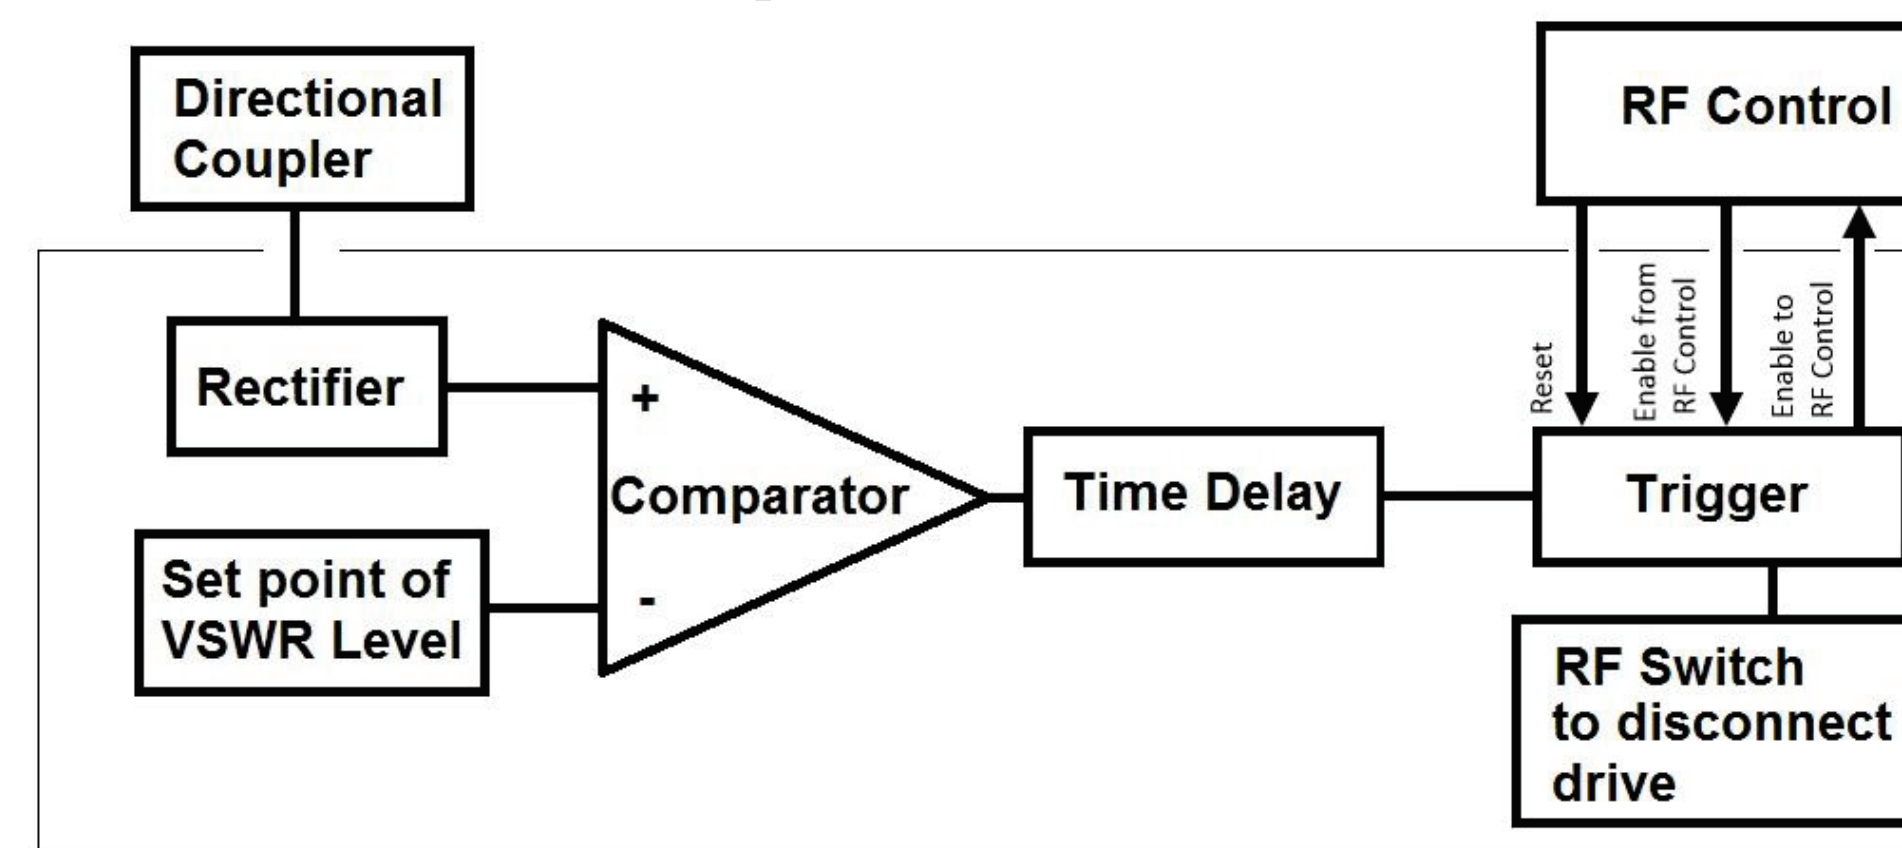 Directional
Coupler
RF Control
Reset
Enable from
RF Control
Enable to
RF Control
Rectifier
+
Comparator
-
Time Delay
Trigger
Set point of
VSWR Level
RF Switch
to disconnect
drive